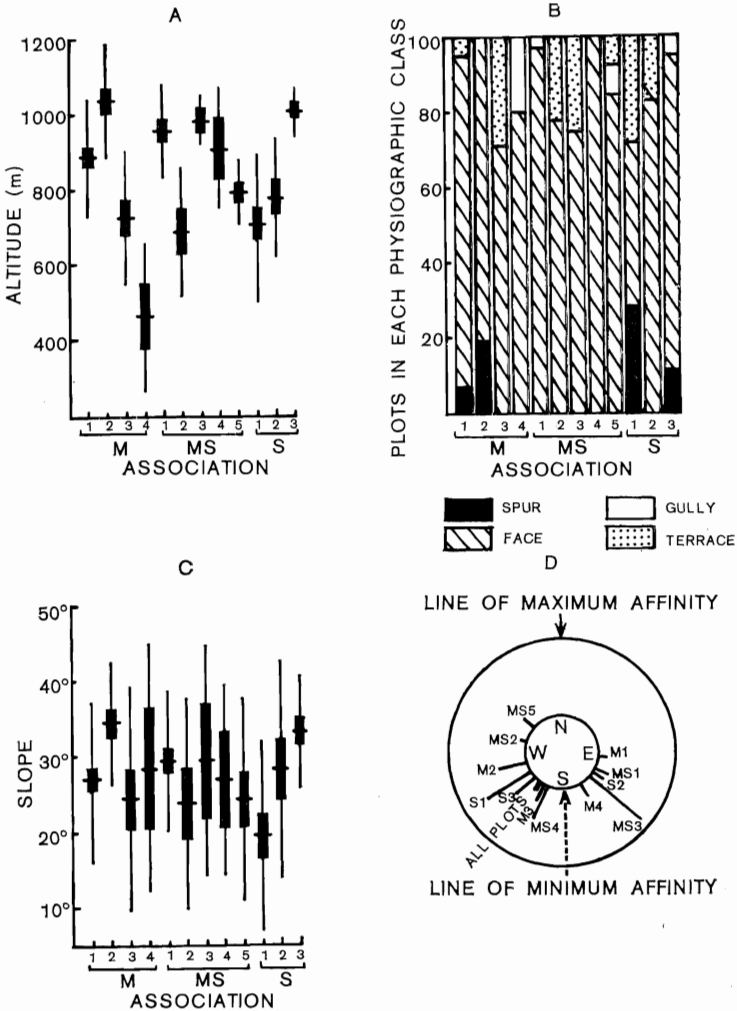 A
ALTITUDE (m)
1200
1000
800
600
400
1 2 3 4 1 2 3 4 5 1 2 3
M MS S
ASSOCIATION
B
PLOTS IN EACH PHYSIOGRAPHIC CLASS
100
80
60
40
20
1 2 3 4 1 2 3 4 5 1 2 3
M MS S
ASSOCIATION
SPUR GULLY
FACE TERRACE
C
SLOPE
50°
40°
30°
20°
10°
1 2 3 4 1 2 3 4 5 1 2 3
M MS S
ASSOCIATION
D
LINE OF MAXIMUM AFFINITY
N
W E
S
MS5
MS2
M2
S1
S3
ALL PLOTS
M3
MS4
M4
MS3
S2
MS1
M1
LINE OF MINIMUM AFFINITY